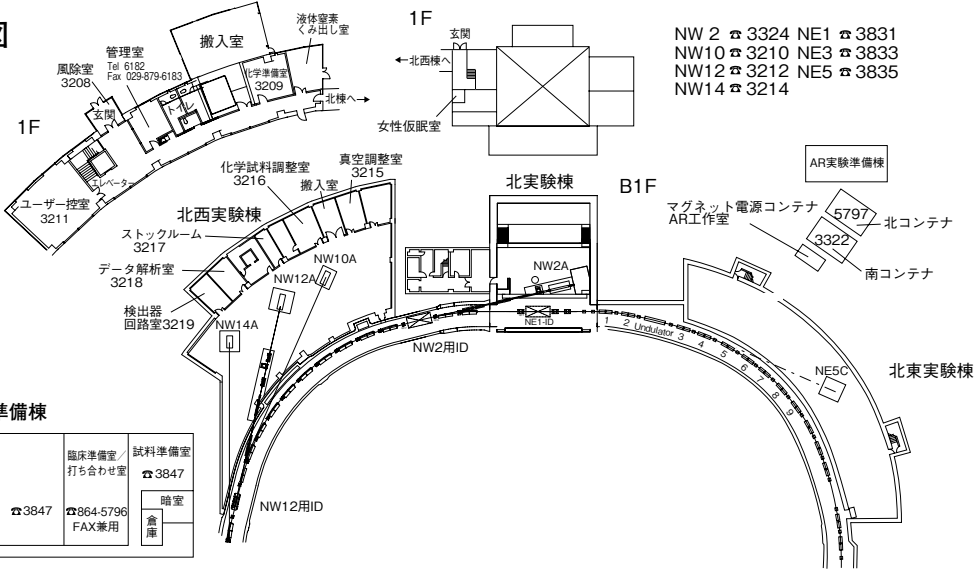 図
1F
風除室
3208
管理室
Tel 6182
Fax 029-879-6183
搬入室
液体窒素
くみ出し室
化学準備室
3209
トイレ
玄関
北棟へ
エレベーター
ユーザー控室
3211
1F
玄関
北西棟へ
女性仮眠室
NW 2 ☎ 3324 NE1 ☎ 3831
NW10 ☎ 3210 NE3 ☎ 3833
NW12 ☎ 3212 NE5 ☎ 3835
NW14 ☎ 3214
北西実験棟
化学試料調整室
3216
搬入室
真空調整室
3215
ストックルーム
3217
データ解析室
3218
検出器
回路室3219
NW10A
NW12A
NW14A
北実験棟
B1F
NW2A
NE1-ID
NW2用ID
NW12用ID
1 2 Undulator 3 4 5 6 7 8 9
AR実験準備棟
マグネット電源コンテナ
AR工作室
5797
北コンテナ
3322
南コンテナ
NE5C
北東実験棟
準備棟
☎3847
臨床準備室/
打ち合わせ室
☎864-5796
FAX兼用
試料準備室
☎3847
暗室
倉庫